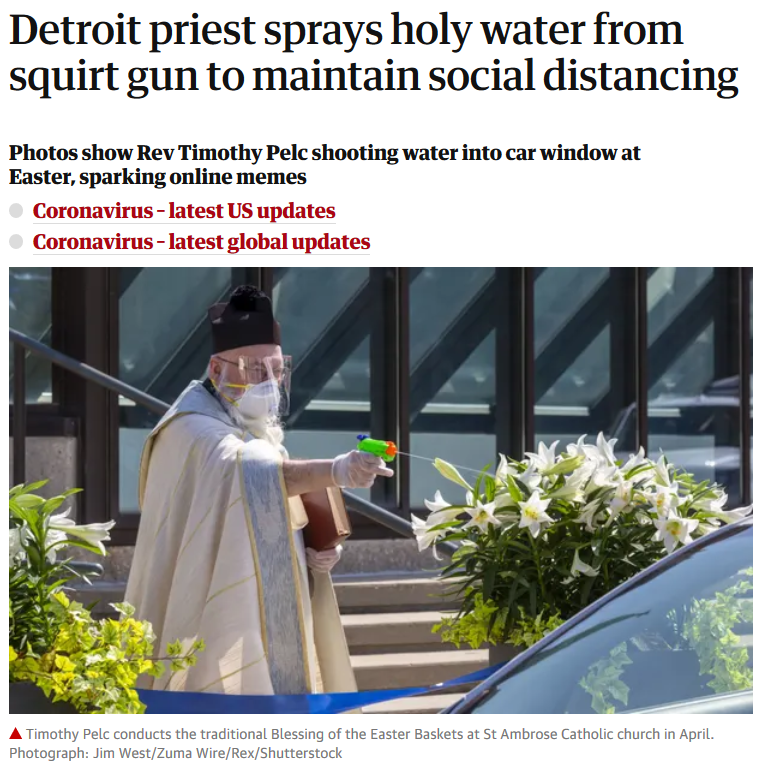 Detroit priest sprays holy water from
squirt gun to maintain social distancing
Photos show Rev Timothy Pelc shooting water into car window at
Easter, sparking online memes
Coronavirus – latest US updates
Coronavirus – latest global updates
Timothy Pelc conducts the traditional Blessing of the Easter Baskets at St Ambrose Catholic church in April.
Photograph: Jim West/Zuma Wire/Rex/Shutterstock